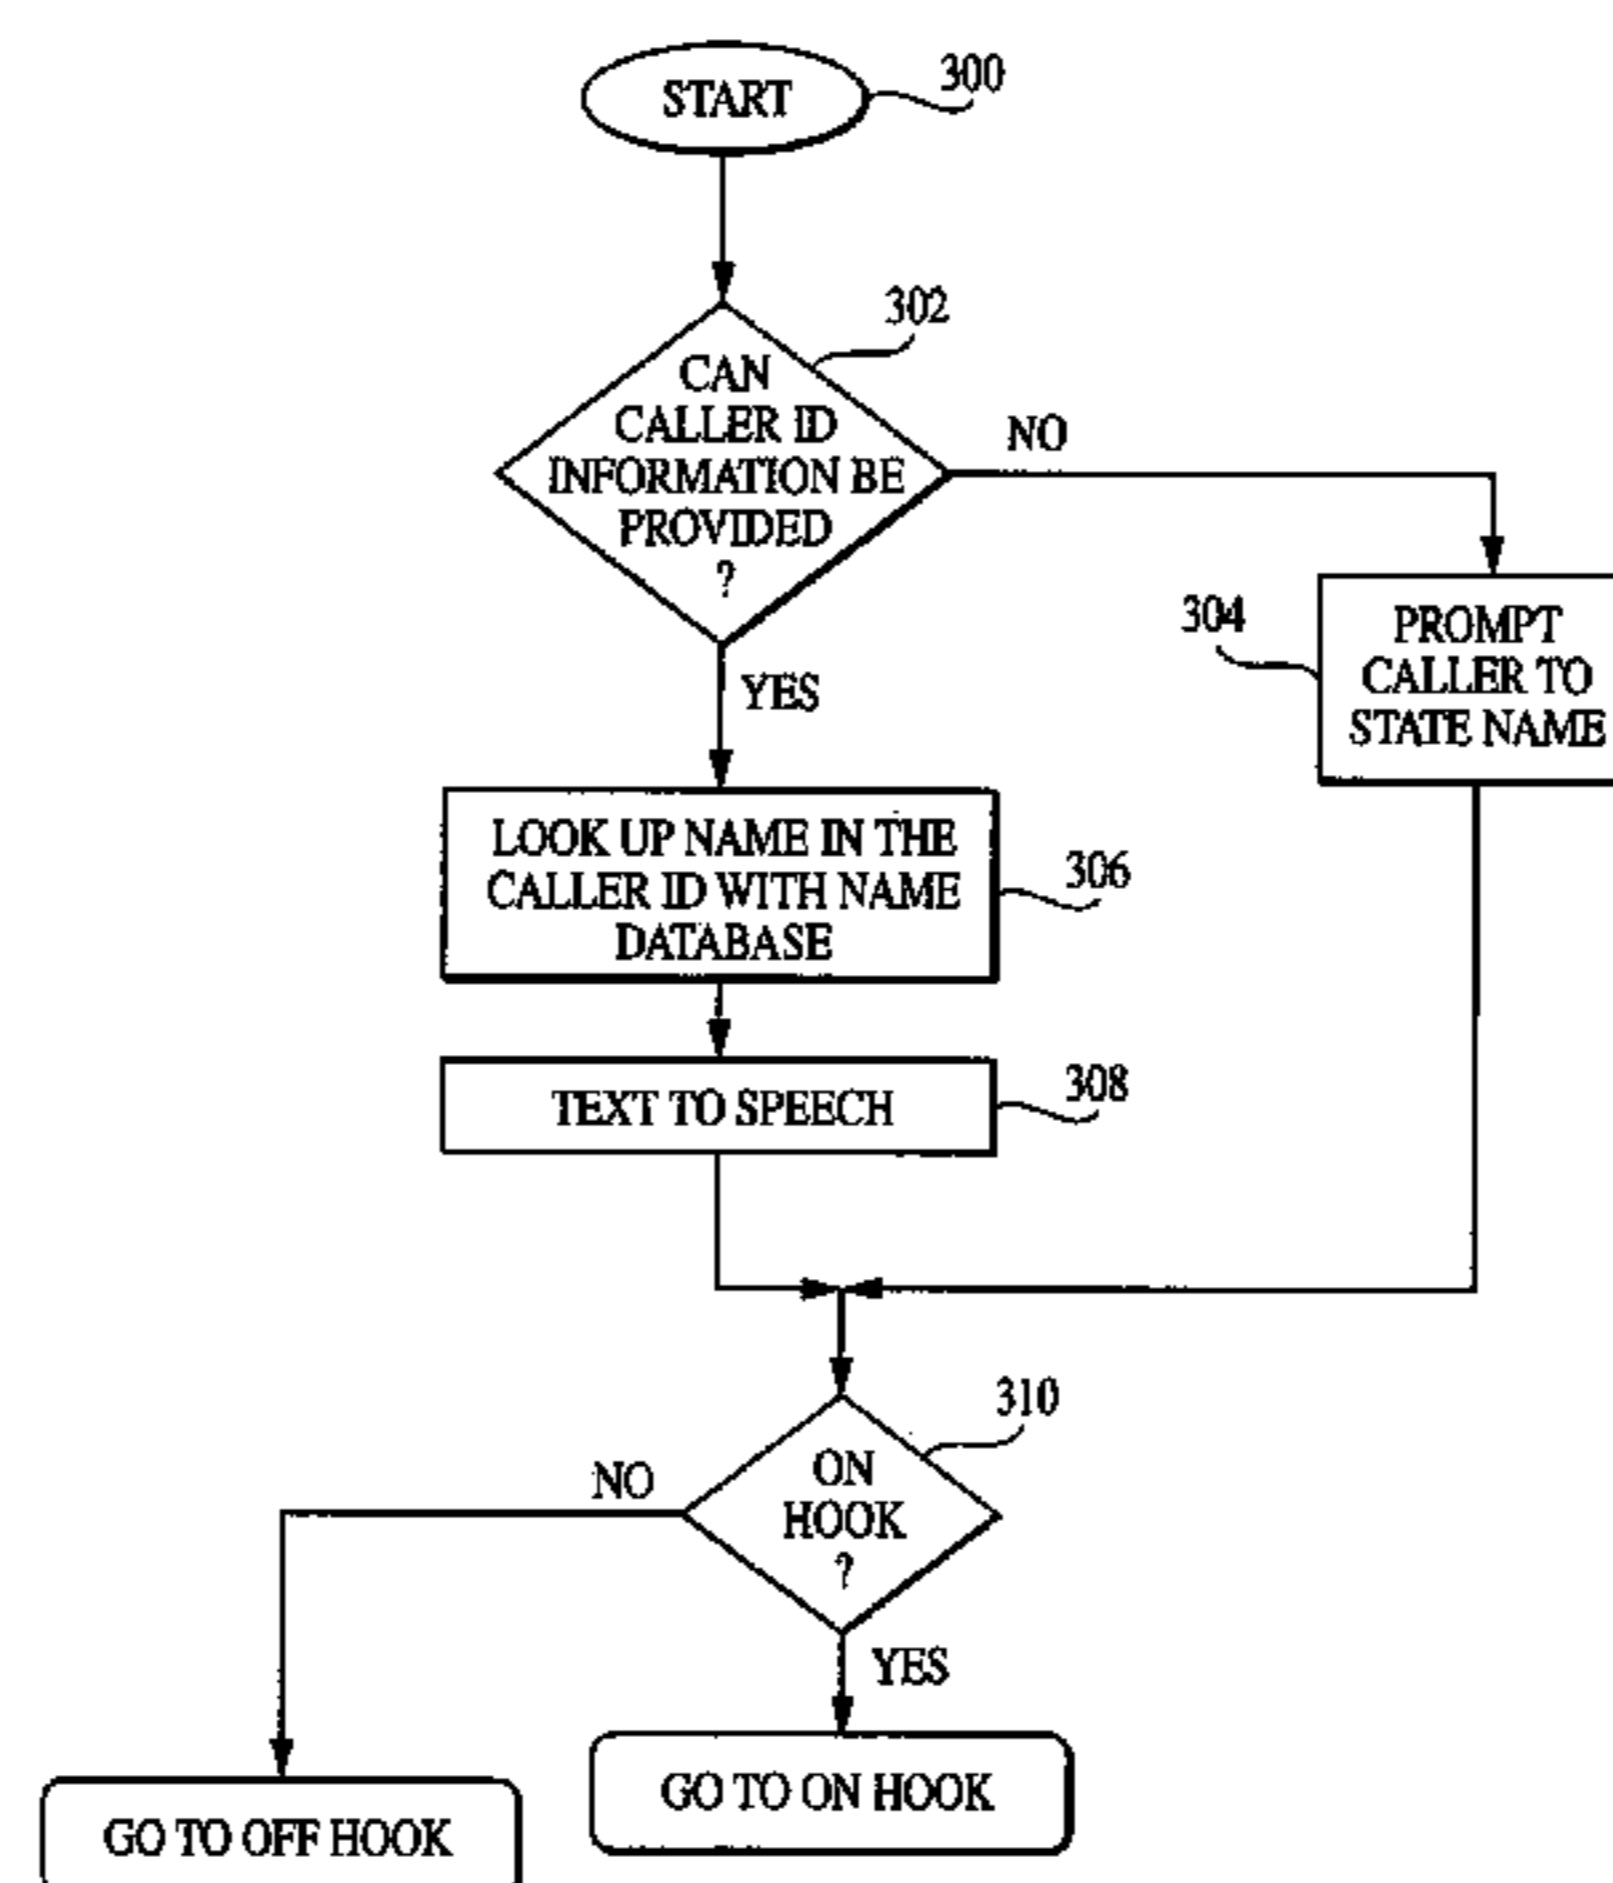 START
300
302
CAN
CALLER ID
INFORMATION BE
PROVIDED
?
NO
YES
304
PROMPT
CALLER TO
STATE NAME
LOOK UP NAME IN THE
CALLER ID WITH NAME
DATABASE
306
TEXT TO SPEECH
308
310
ON
HOOK
?
NO
YES
GO TO ON HOOK
GO TO OFF HOOK